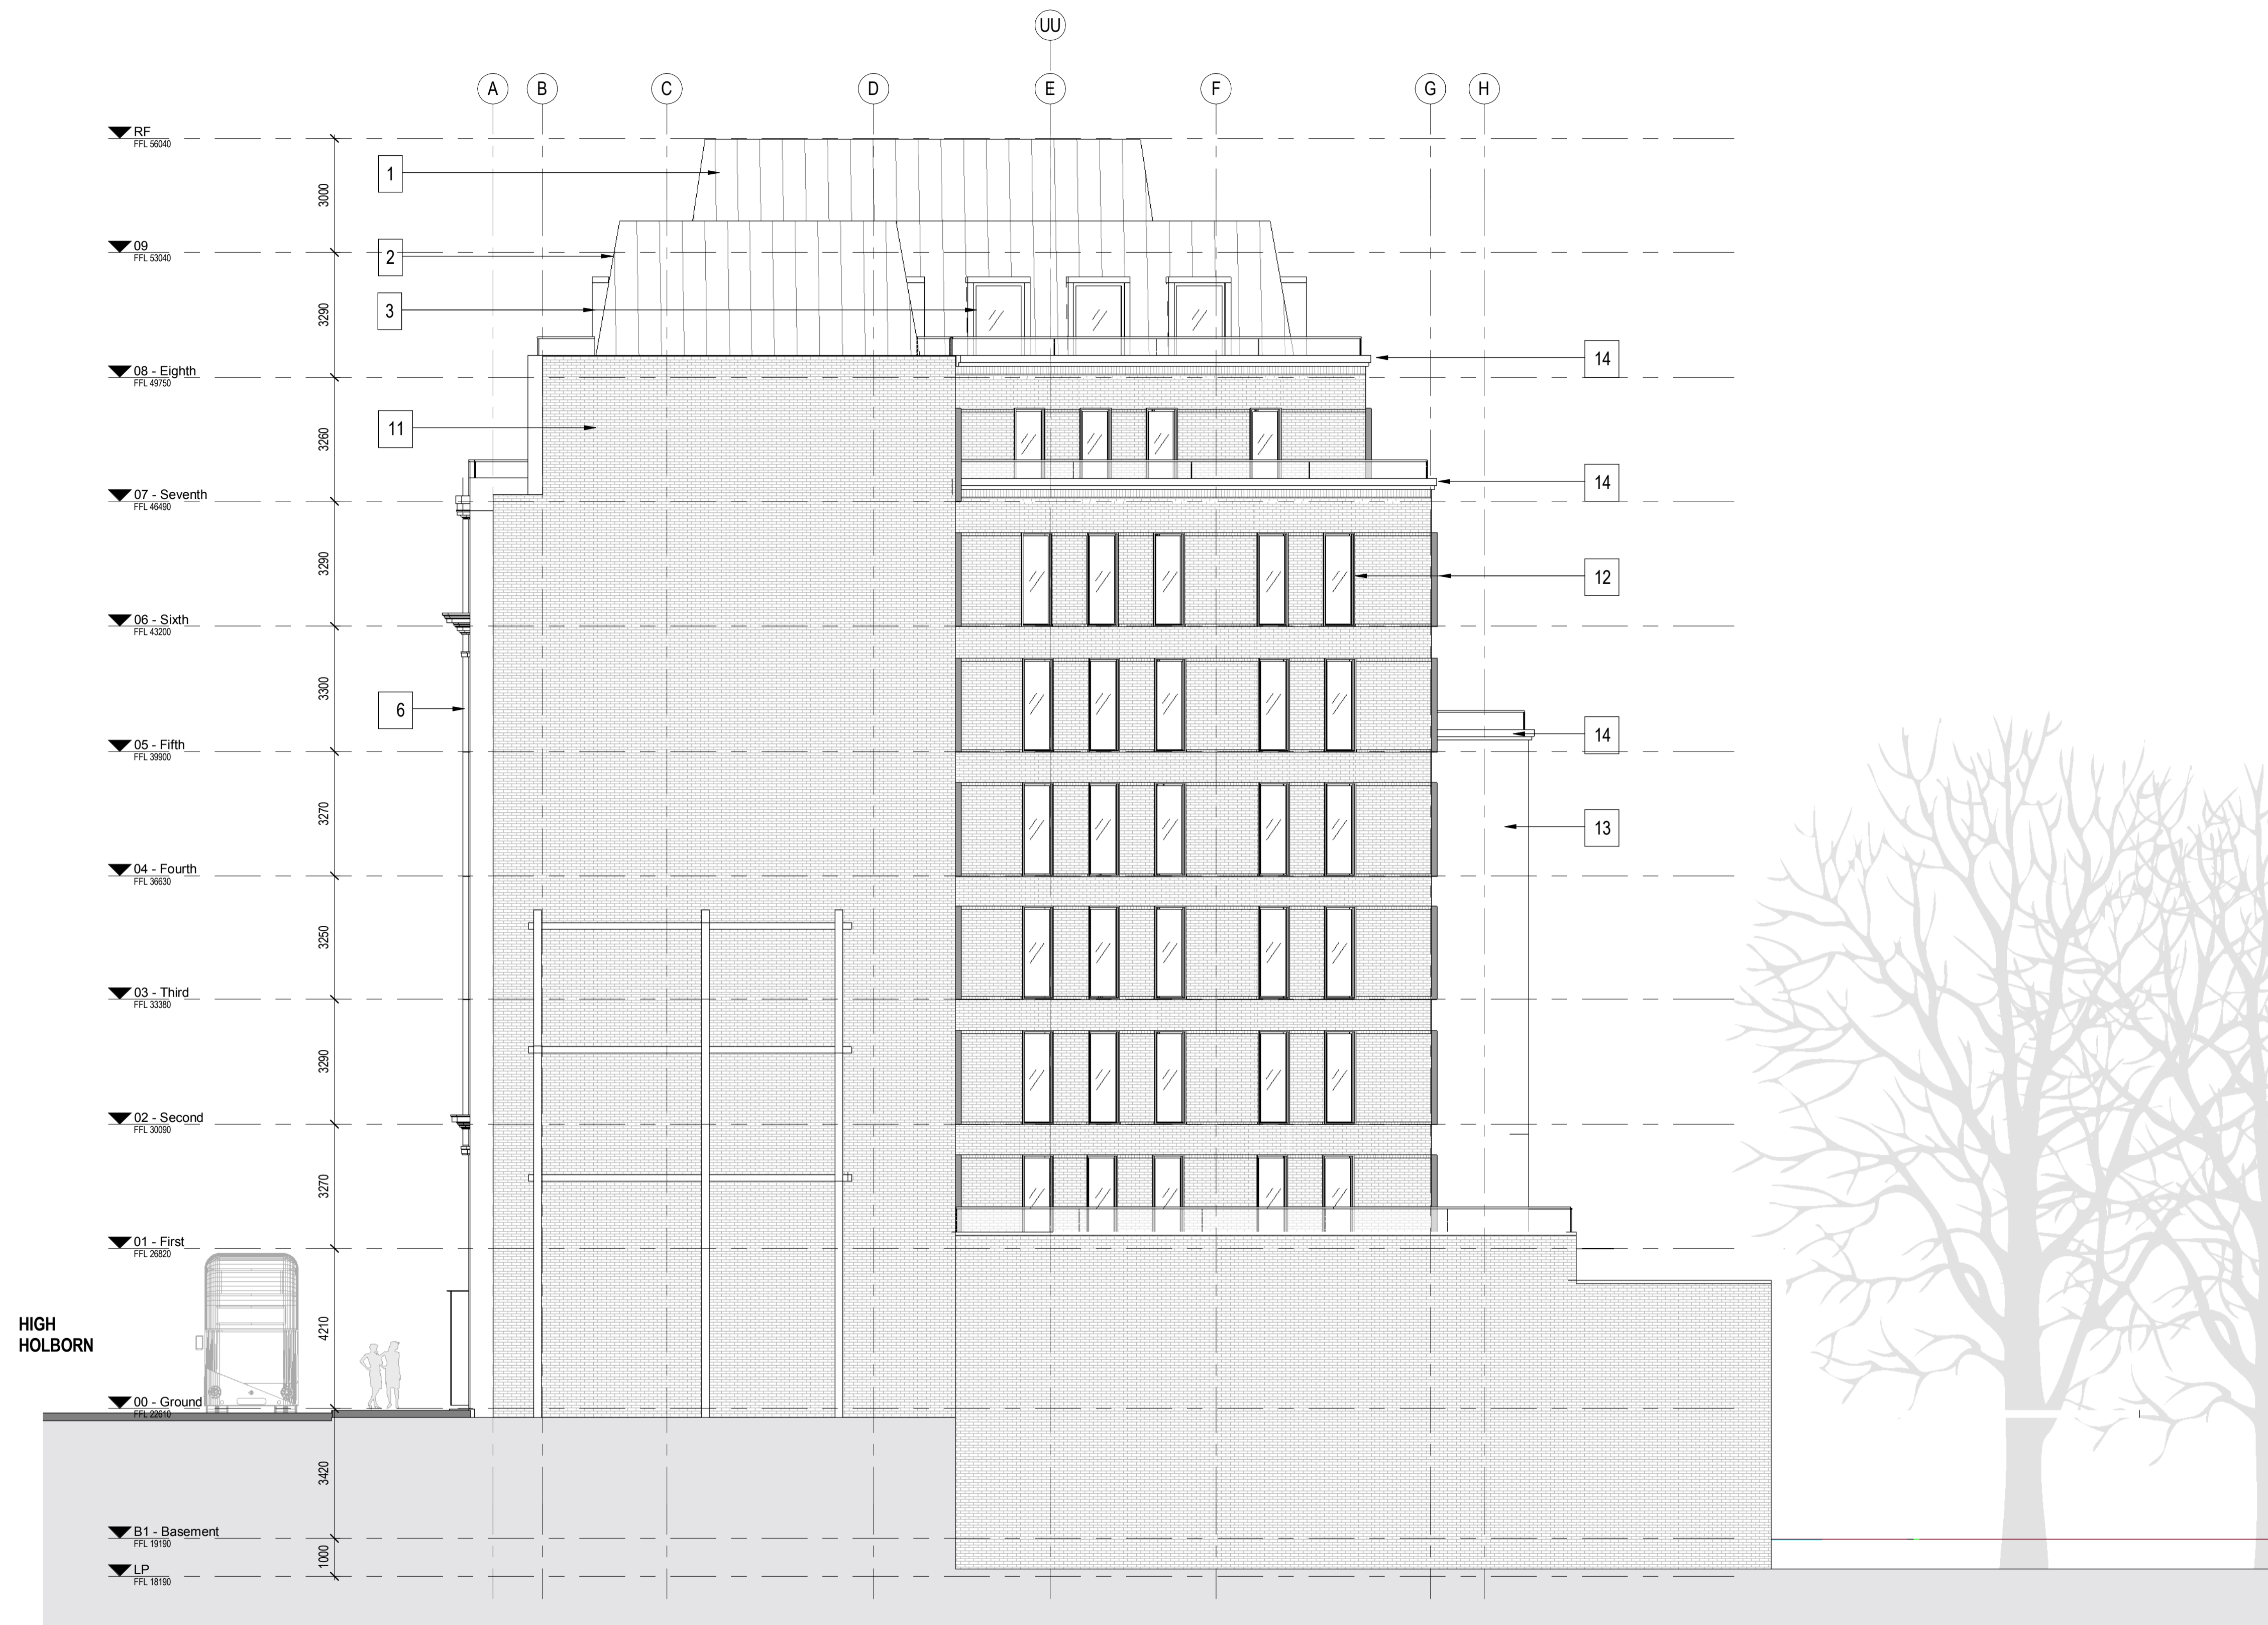 UU
A B C D E F G H
RF
FFL 56040
1
3000
09
FFL 53040
2
3
3290
14
08 - Eighth
FFL 49750
11
3260
14
07 - Seventh
FFL 46490
3290
12
06 - Sixth
FFL 43200
3300
6
14
05 - Fifth
FFL 39900
3270
13
04 - Fourth
FFL 36630
3250
03 - Third
FFL 33380
3290
02 - Second
FFL 30090
3270
01 - First
FFL 26820
HIGH
HOLBORN
4210
00 - Ground
FFL 22610
3420
B1 - Basement
FFL 19190
1000
LP
FFL 18190